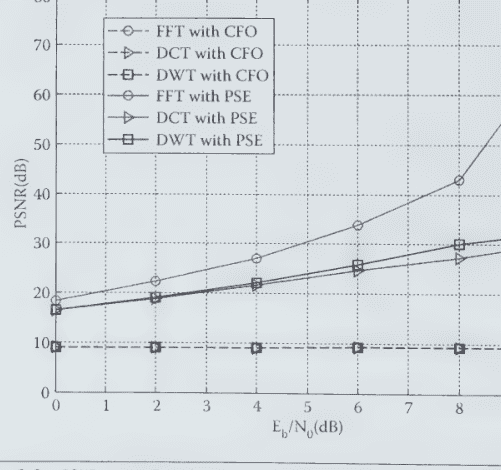 80
70
60
50
40
30
20
10
0
PSNR(dB)
FFT with CFO
DCT with CFO
DWT with CFO
FFT with PSE
DCT with PSE
DWT with PSE
0 1 2 3 4 5 6 7 8
E_b/N_0(dB)